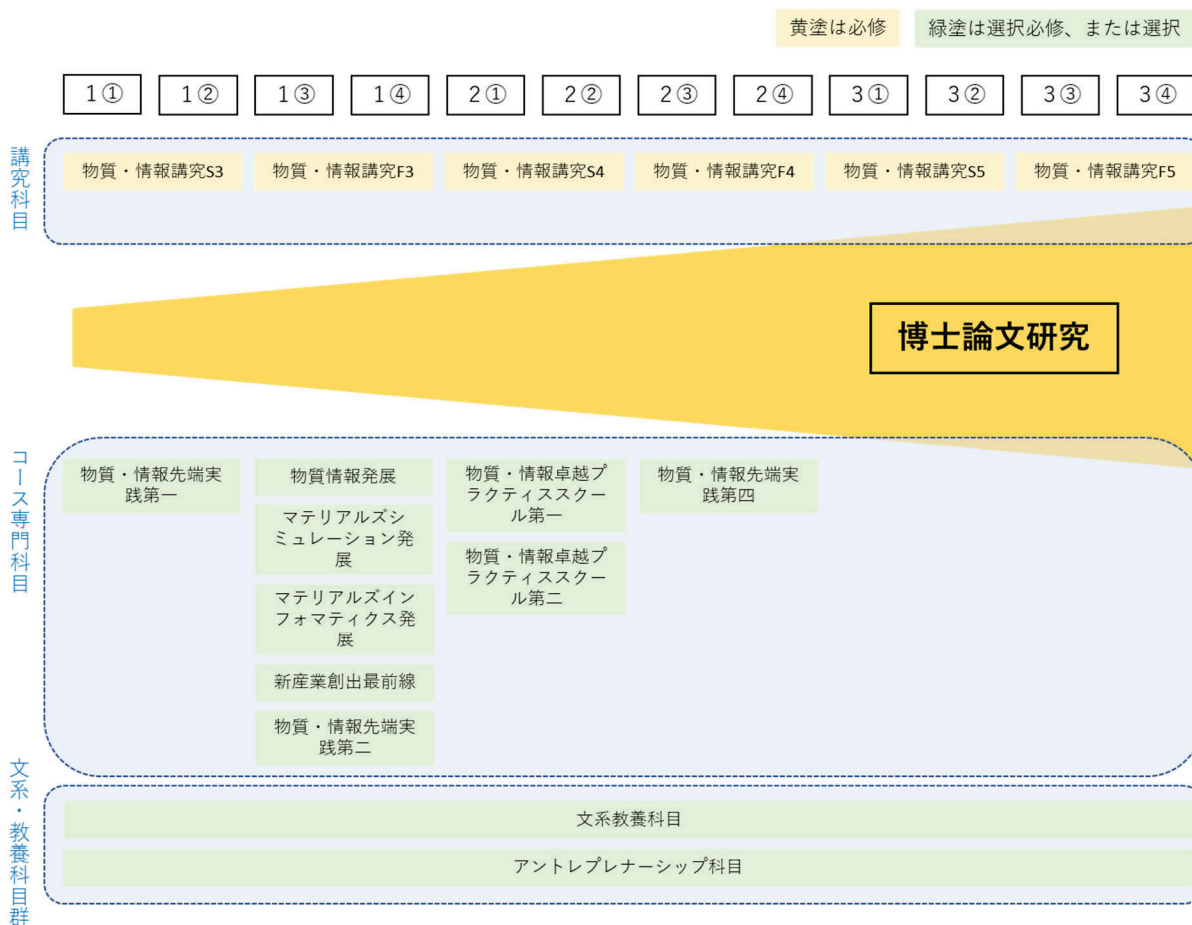 黄塗は必修
緑塗は選択必修、または選択
1①
1②
1③
1④
2①
2②
2③
2④
3①
3②
3③
3④
講究科目
物質・情報講究S3
物質・情報講究F3
物質・情報講究S4
物質・情報講究F4
物質・情報講究S5
物質・情報講究F5
博士論文研究
コース専門科目
物質・情報先端実
践第一
物質情報発展
マテリアルズシ
ミュレーション発
展
マテリアルズイン
フォマティクス発
展
新産業創出最前線
物質・情報先端実
践第二
物質・情報卓越プ
ラクティススクー
ル第一
物質・情報卓越プ
ラクティススクー
ル第二
物質・情報先端実
践第四
文系・教養科目群
文系教養科目
アントレプレナーシップ科目